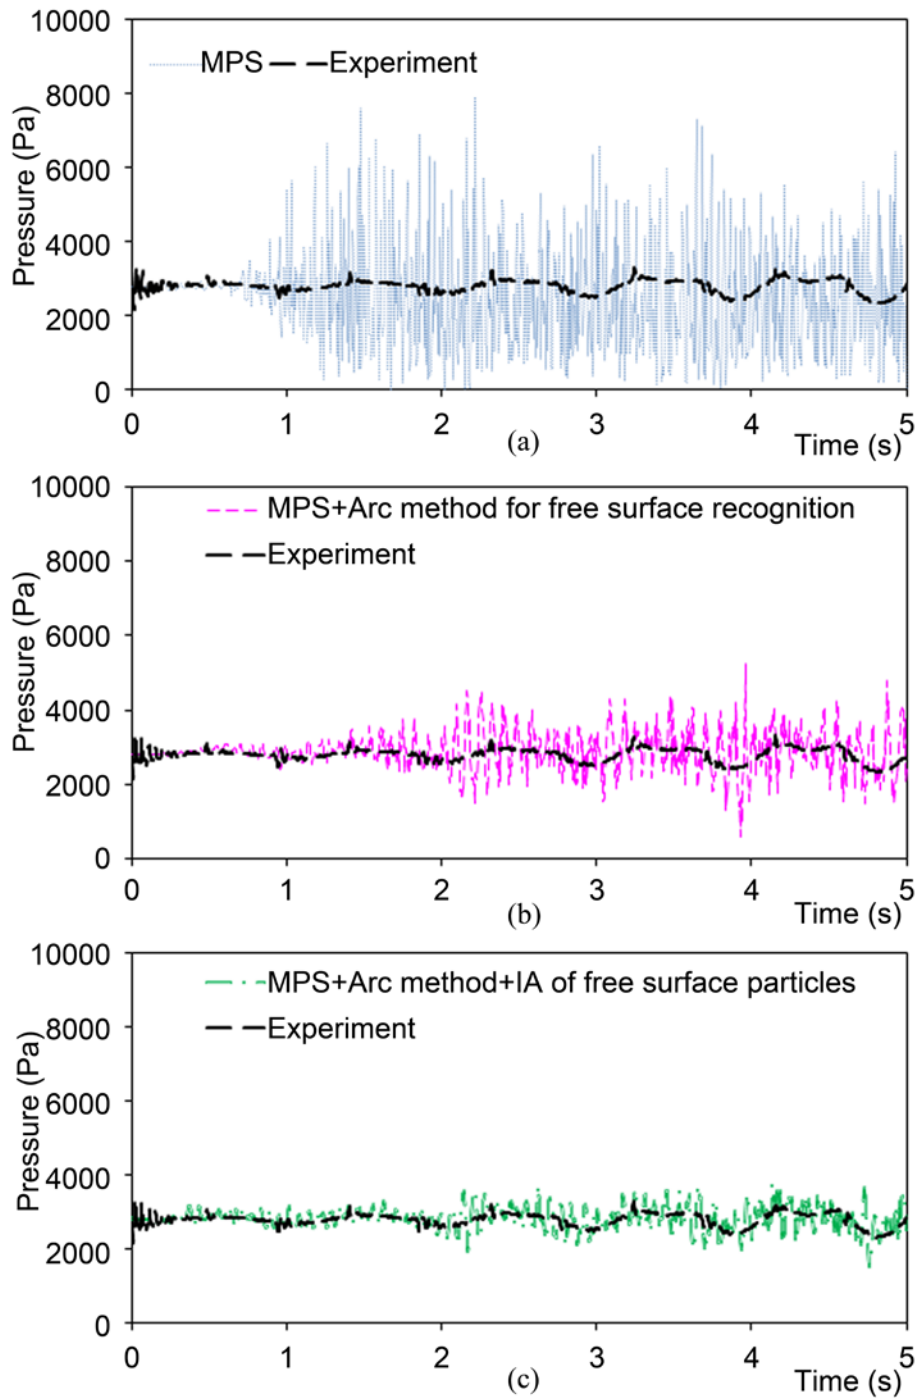 10000
8000
6000
4000
2000
0
Pressure (Pa)
MPS Experiment
0 1 2 3 4 5
(a)
Time (s)
10000
8000
6000
4000
2000
0
Pressure (Pa)
MPS+Arc method for free surface recognition
Experiment
0 1 2 3 4 5
(b)
Time (s)
10000
8000
6000
4000
2000
0
Pressure (Pa)
MPS+Arc method+IA of free surface particles
Experiment
0 1 2 3 4 5
(c)
Time (s)